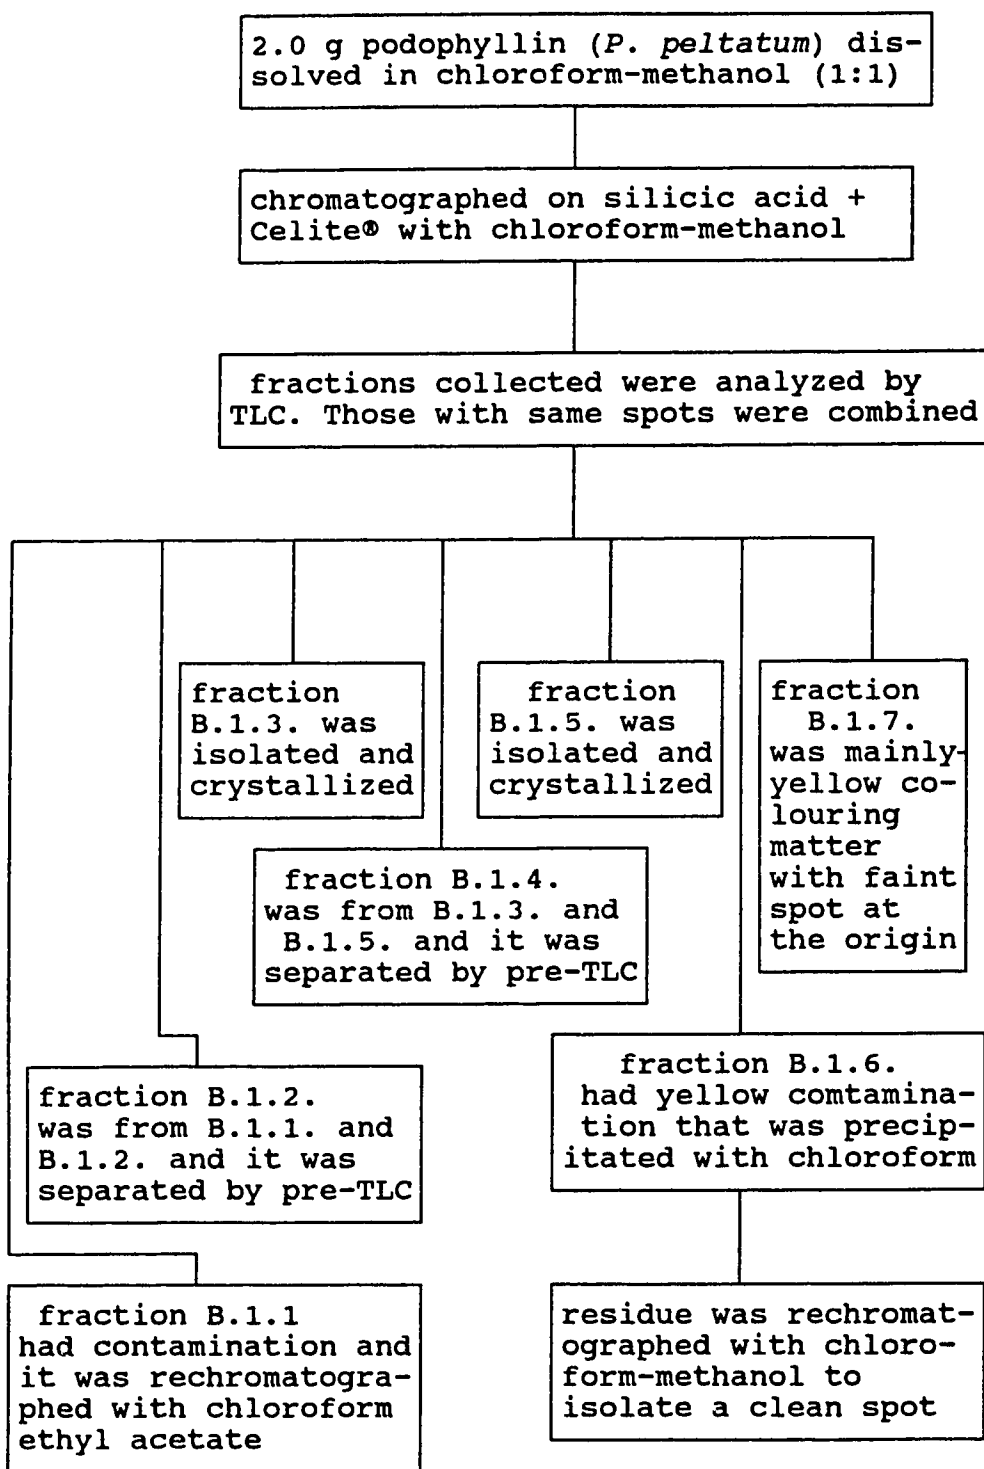 2.0 g podophyllin (P. peltatum) dis-
solved in chloroform-methanol (1:1)
chromatographed on silicic acid +
Celite® with chloroform-methanol
fractions collected were analyzed by
TLC. Those with same spots were combined
fraction
B.1.3. was
isolated and
crystallized
fraction
B.1.5. was
isolated and
crystallized
fraction
B.1.7.
was mainly-
yellow co-
louring
matter
with faint
spot at
the origin
fraction B.1.4.
was from B.1.3. and
B.1.5. and it was
separated by pre-TLC
fraction B.1.2.
was from B.1.1. and
B.1.2. and it was
separated by pre-TLC
fraction B.1.6.
had yellow comtamina-
tion that was precip-
itated with chloroform
fraction B.1.1
had contamination and
it was rechromatogra-
phed with chloroform
ethyl acetate
residue was rechromat-
ographed with chloro-
form-methanol to
isolate a clean spot